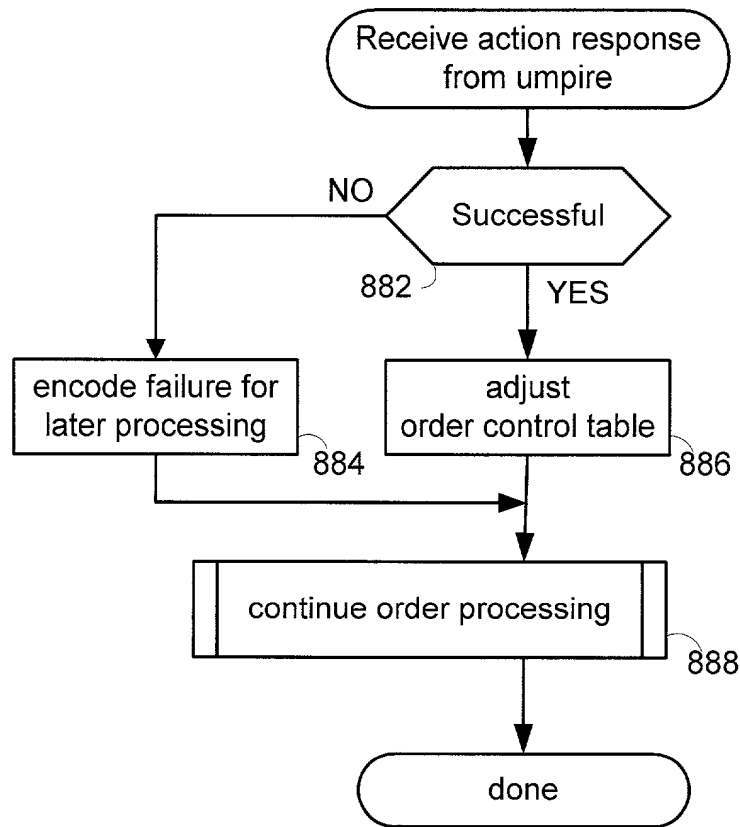 Receive action response
from umpire
NO
Successful
882
YES
encode failure for
later processing
884
adjust
order control table
886
continue order processing
888
done